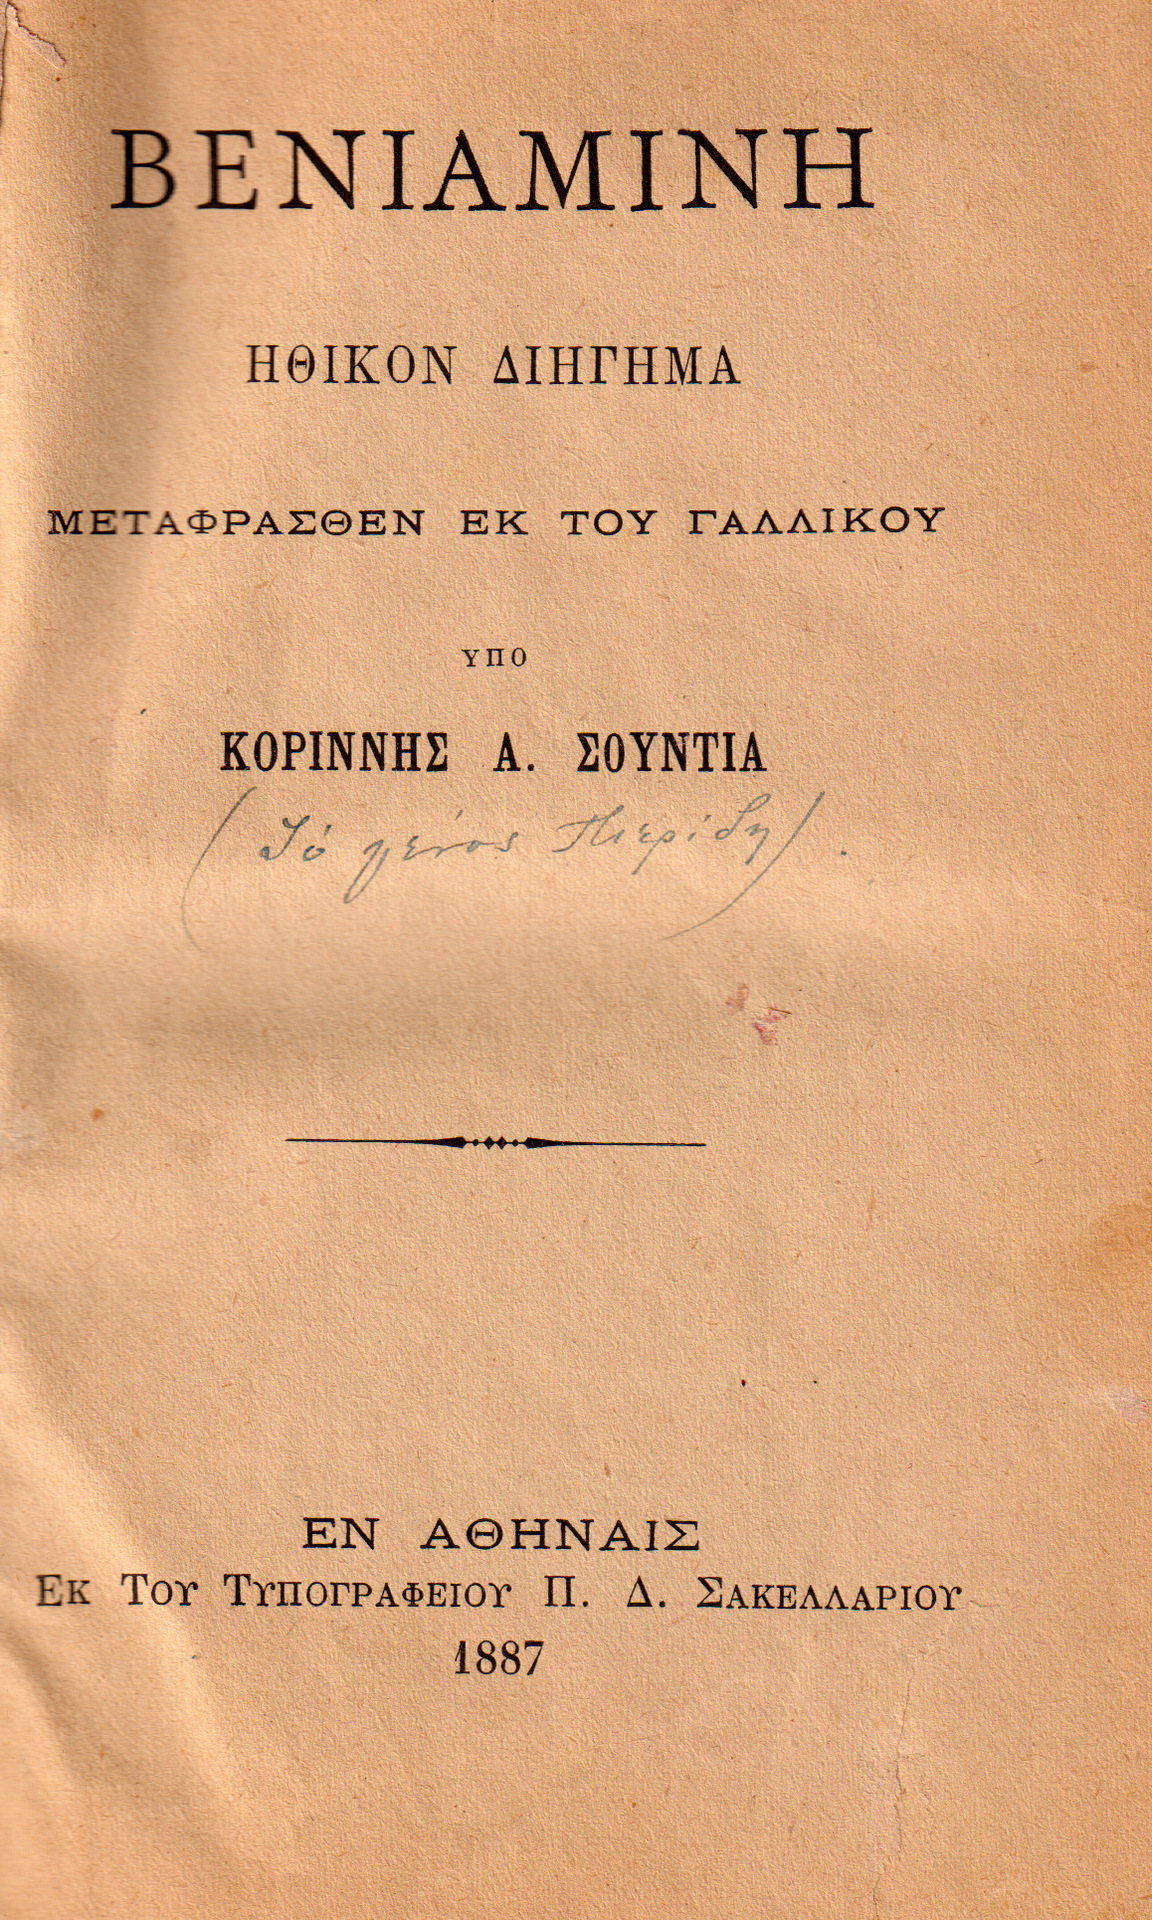 ΒΕΝΙΑΜΙΝΗ
ΗΘΙΚΟΝ ΔΙΗΓΗΜΑ
ΜΕΤΑΦΡΑΣΘΕΝ ΕΚ ΤΟΥ ΓΑΛΛΙΚΟΥ
ΥΠΟ
ΚΟΡΙΝΝΗΣ Α. ΣΟΥΝΤΙΑ
(Τό γένος Πιερίδη).
ΕΝ ΑΘΗΝΑΙΣ
ΕΚ ΤΟΥ ΤΥΠΟΓΡΑΦΕΙΟΥ Π. Δ. ΣΑΚΕΛΛΑΡΙΟΥ
1887